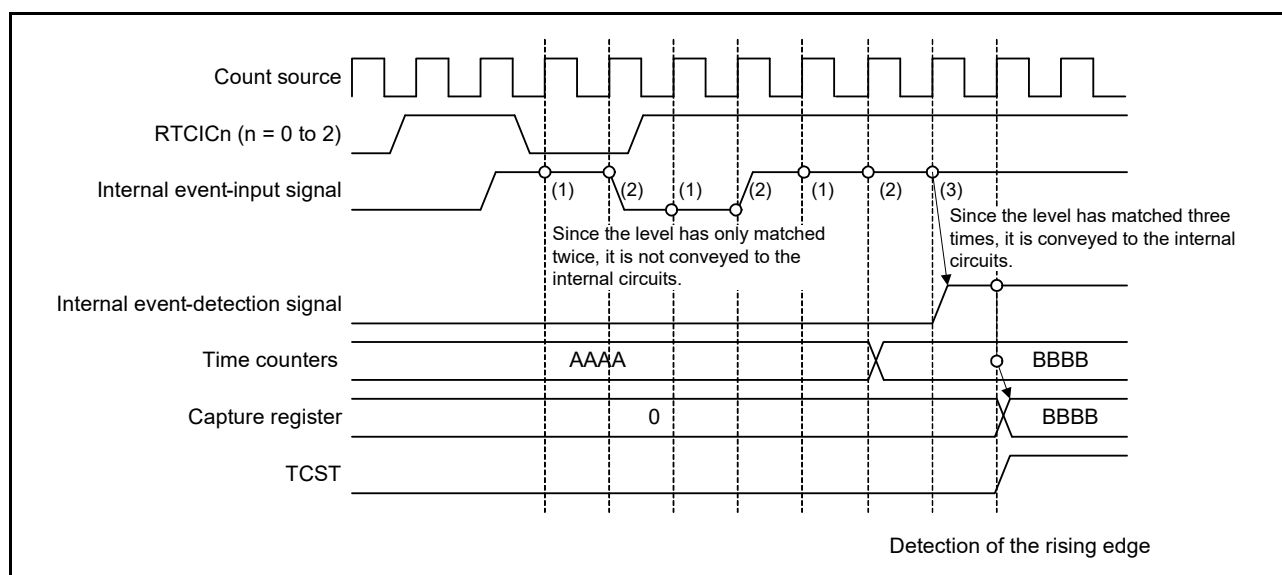 Count source
RTCICn (n = 0 to 2)
Internal event-input signal
(1)
(2)
(1)
(2)
(1)
(2)
(3)
Since the level has only matched
twice, it is not conveyed to the
internal circuits.
Since the level has matched three
times, it is conveyed to the internal
circuits.
Internal event-detection signal
Time counters
AAAA
BBBB
Capture register
0
BBBB
TCST
Detection of the rising edge